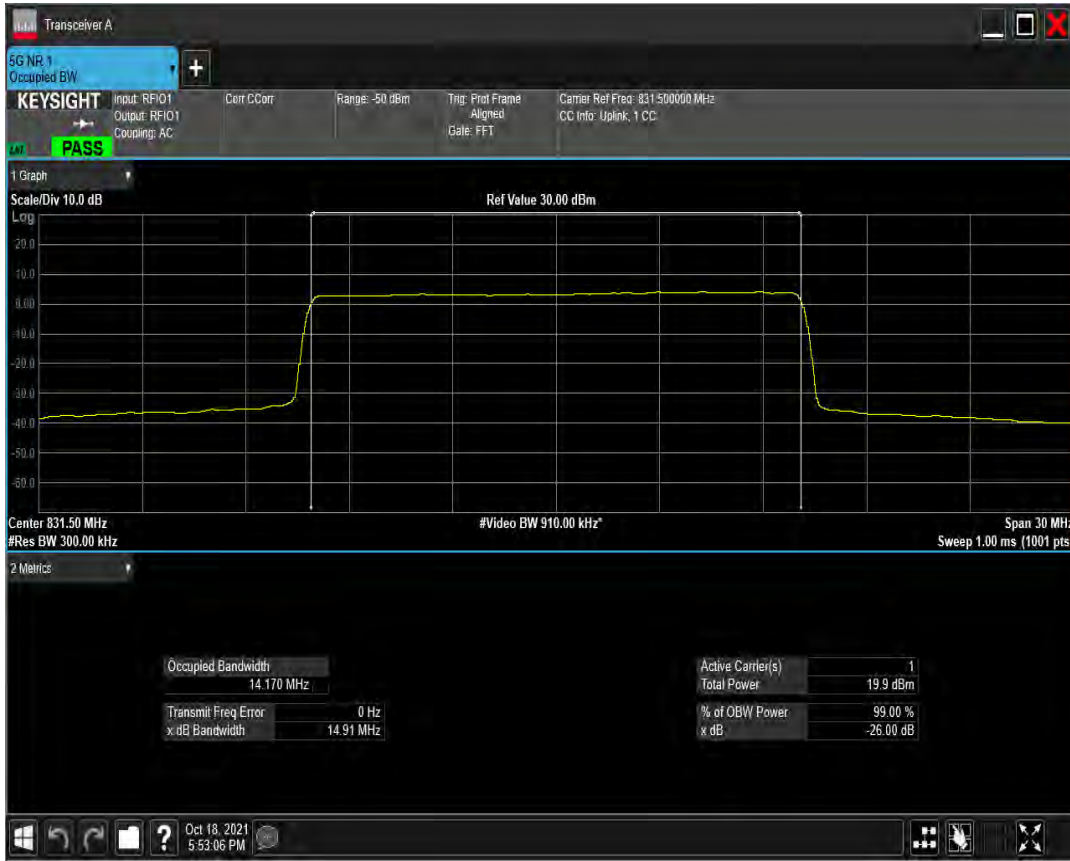 Transceiver A
5G NR 1
Occupied BW
+
KEYSIGHT
Input: RFIO1
Output: RFIO1
Coupling: AC
Corr CCorr
Range: -50 dBm
Trig: Prot Frame
Aligned
Gate: FFT
Carrier Ref Freq: 831.500000 MHz
CC Info: Uplink, 1 CC
PASS
1 Graph
Scale/Div 10.0 dB
Ref Value 30.00 dBm
Log
20.0
10.0
0.00
-10.0
-20.0
-30.0
-40.0
-50.0
-60.0
Center 831.50 MHz
#Video BW 910.00 kHz*
Span 30 MHz
#Res BW 300.00 kHz
Sweep 1.00 ms (1001 pts
2 Metrics
Occupied Bandwidth
14.170 MHz
Transmit Freq Error 0 Hz
x dB Bandwidth 14.91 MHz
Active Carrier(s) 1
Total Power 19.9 dBm
% of OBW Power 99.00 %
x dB -26.00 dB
?
Oct 18, 2021
5:53:06 PM